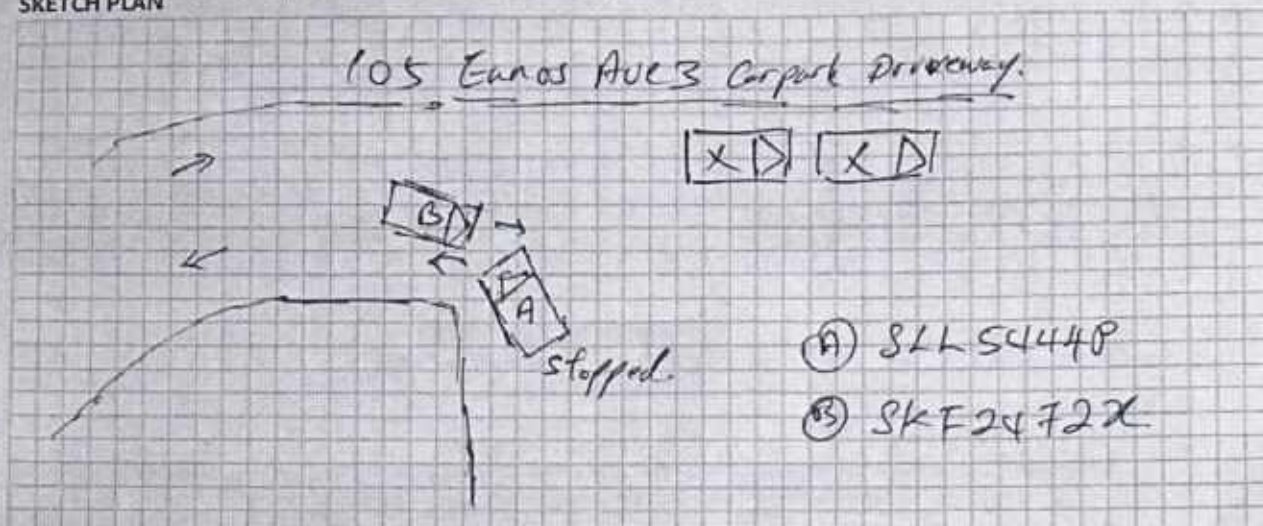 SKETCH PLAN
105 Eunos Ave 3 Carpark Driveway.
X X
B
A
stopped.
A SLL5444P
B SKF2472X